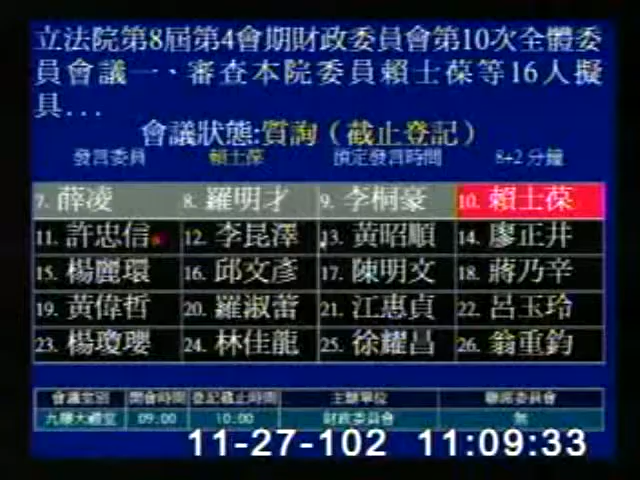 立法院第8屆第4會期財政委員會第10次全體委
員會議一、審查本院委員賴士葆等16人擬
具...
會議狀態:質詢（截止登記）
發言委員 賴士葆 預定發言時間 8+2 分鐘
7. 薛凌 8. 羅明才 9. 李桐豪 10. 賴士葆
11. 許忠信 12. 李昆澤 13. 黃昭順 14. 廖正井
15. 楊麗環 16. 邱文彥 17. 陳明文 18. 蔣乃辛
19. 黃偉哲 20. 羅淑蕾 21. 江惠貞 22. 呂玉玲
23. 楊瓊瓔 24. 林佳龍 25. 徐耀昌 26. 翁重鈞
會議室別 開會時間 登記截止時間 主辦單位 聯席委員會
九樓大禮堂 09:00 10:00 財政委員會 無
11-27-102 11:09:33